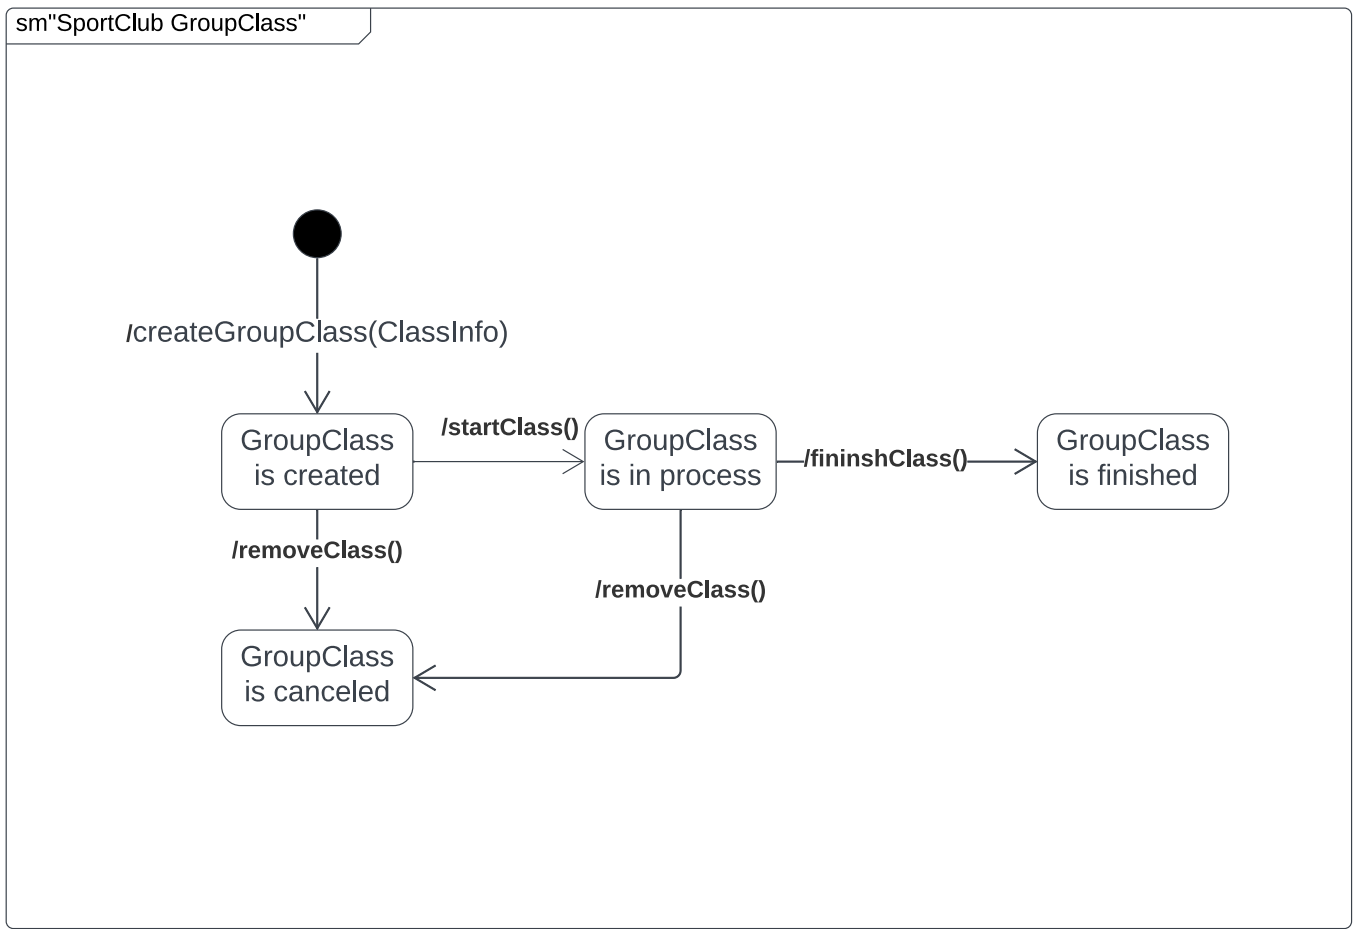 sm"SportClub GroupClass"
/createGroupClass(ClassInfo)
GroupClass
is created
/startClass()
GroupClass
is in process
/fininshClass()
GroupClass
is finished
/removeClass()
/removeClass()
GroupClass
is canceled